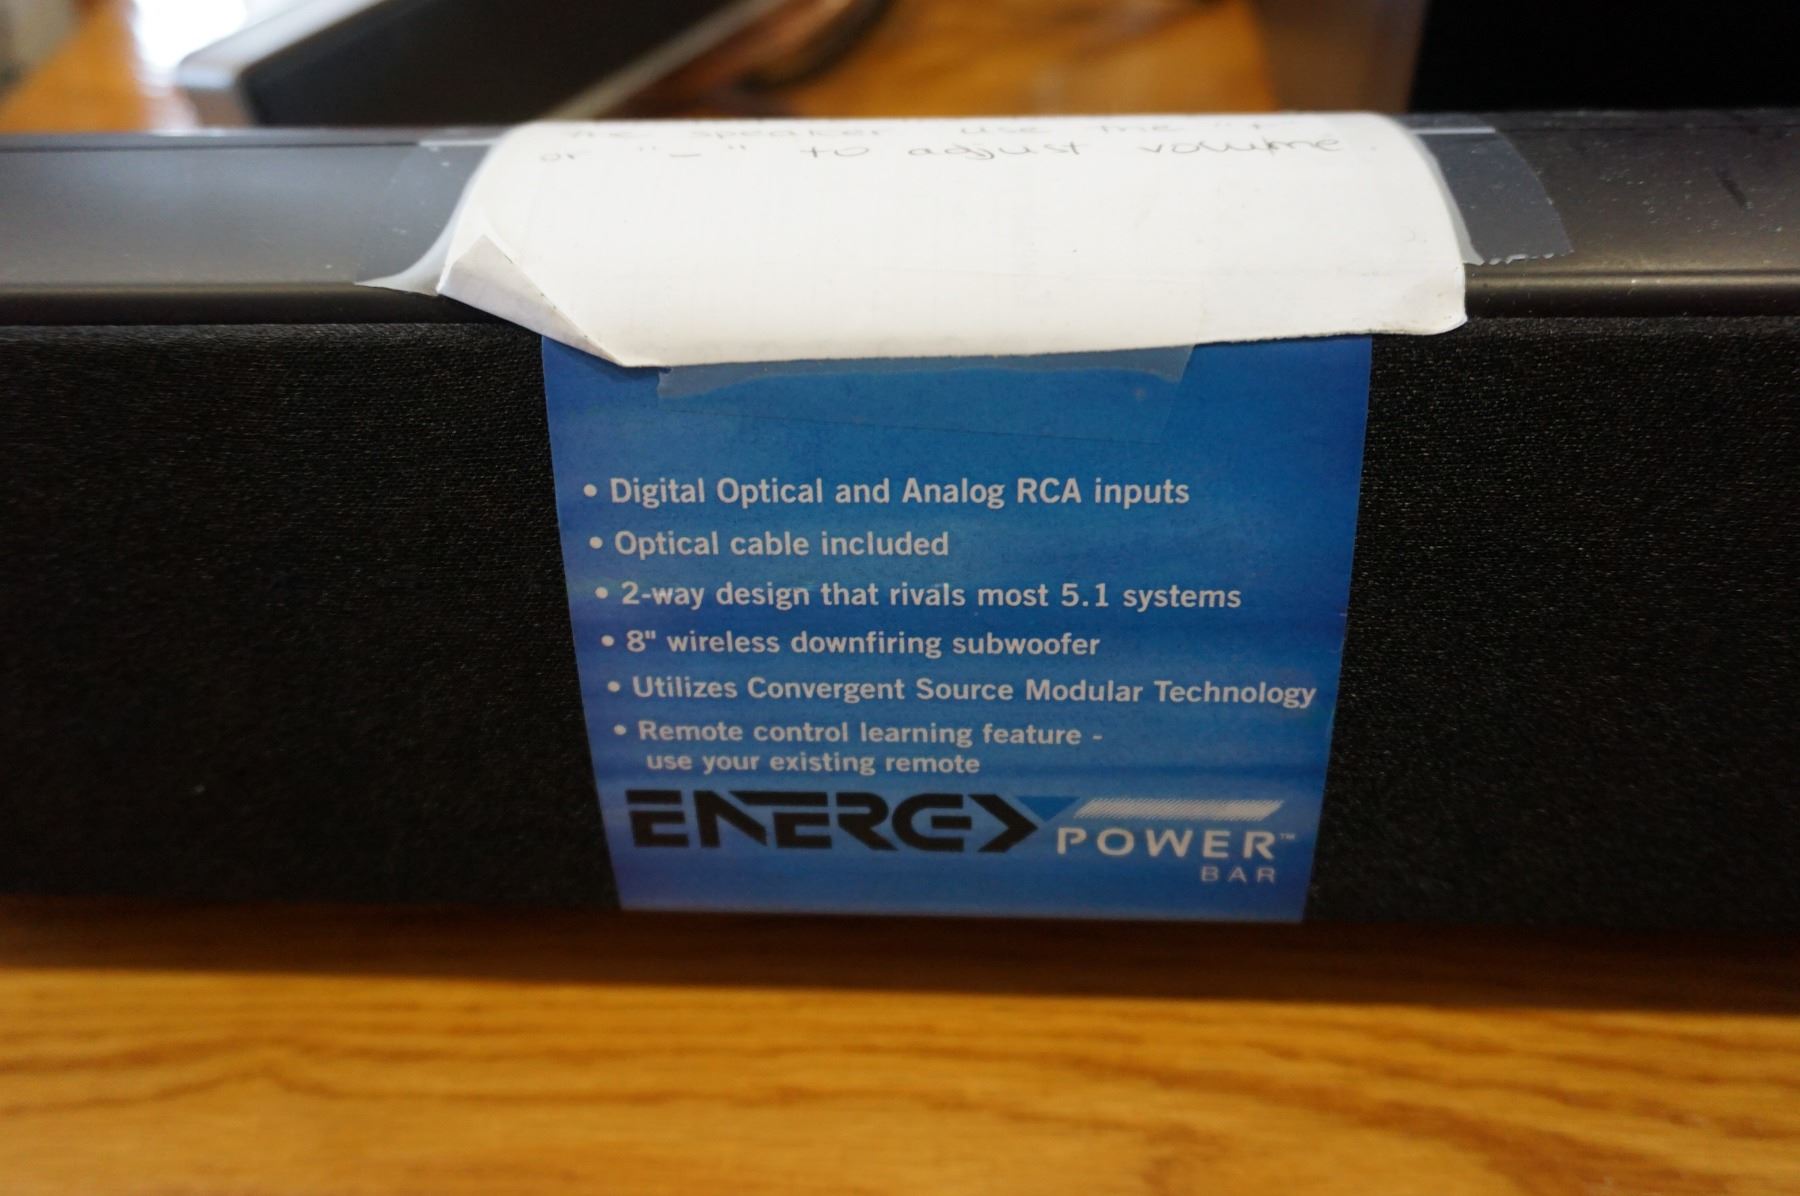 the speaker use the "+"
or "-" to adjust volume.
• Digital Optical and Analog RCA inputs
• Optical cable included
• 2-way design that rivals most 5.1 systems
• 8" wireless downfiring subwoofer
• Utilizes Convergent Source Modular Technology
• Remote control learning feature -
use your existing remote
ENERGY POWER™
BAR